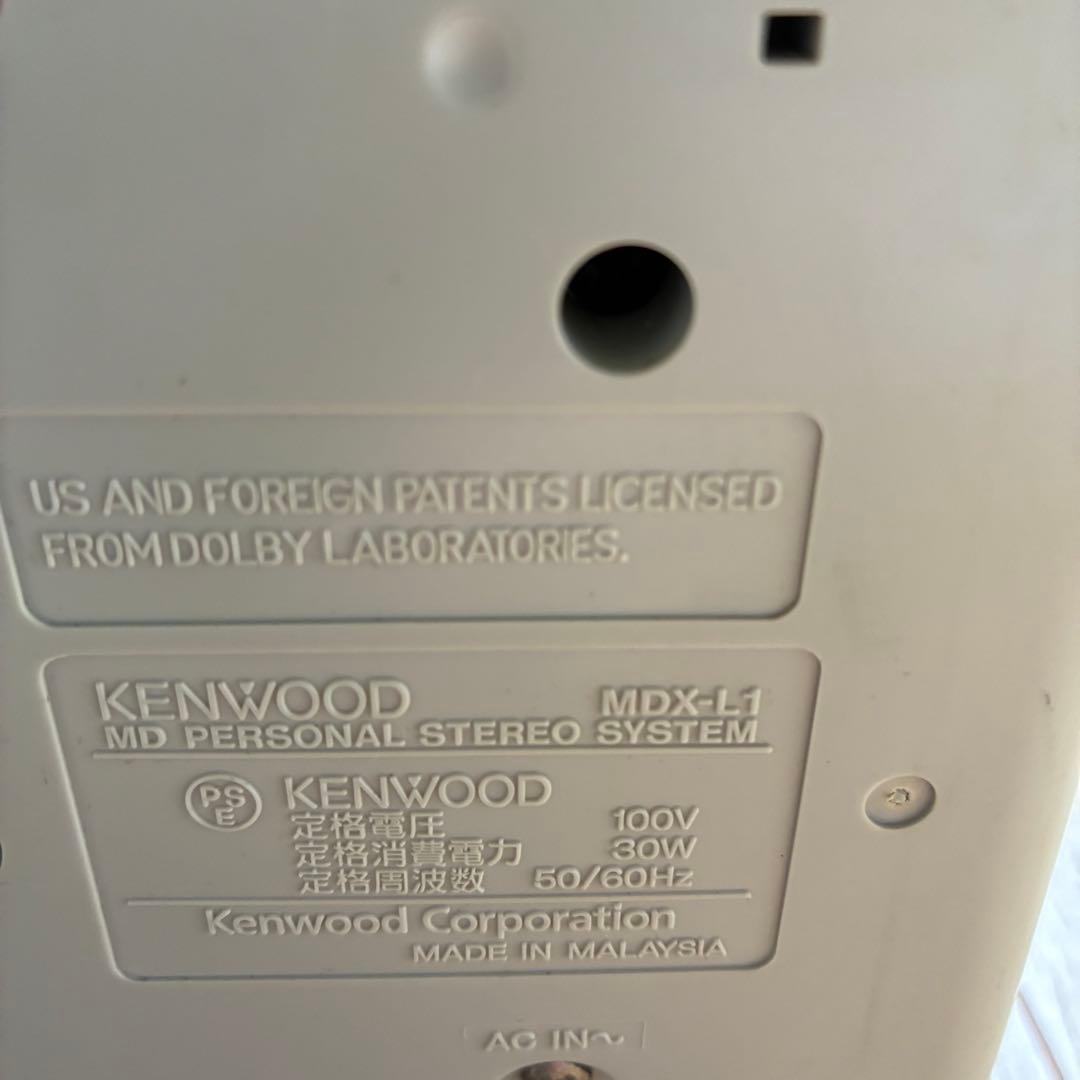 US AND FOREIGN PATENTS LICENSED
FROM DOLBY LABORATORIES.
KENWOOD MDX-L1
MD PERSONAL STEREO SYSTEM
PSE KENWOOD
定格電圧 100V
定格消費電力 30W
定格周波数 50/60Hz
Kenwood Corporation
MADE IN MALAYSIA
AC IN~